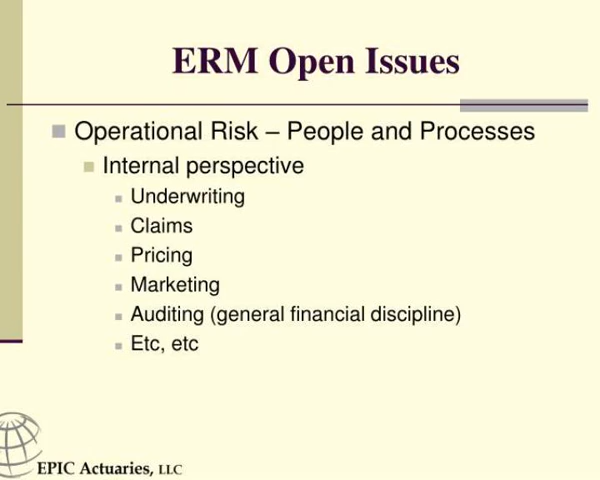 ERM Open Issues
Operational Risk – People and Processes
Internal perspective
Underwriting
Claims
Pricing
Marketing
Auditing (general financial discipline)
Etc, etc
EPIC Actuaries, LLC